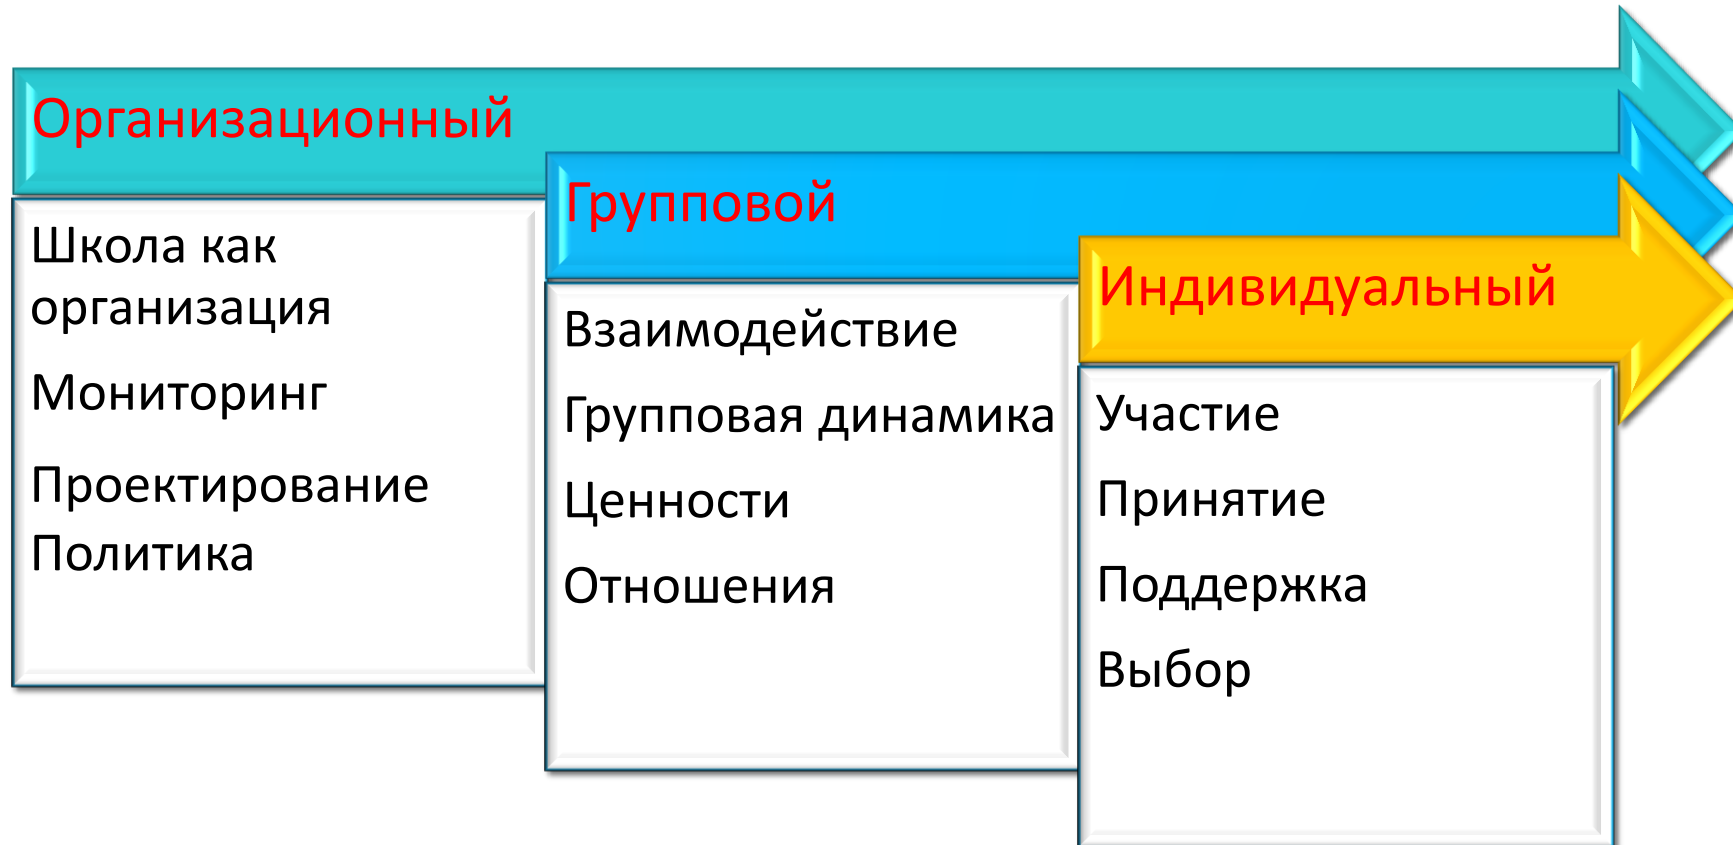 Организационный
Школа как
организация
Мониторинг
Проектирование
Политика
Групповой
Взаимодействие
Групповая динамика
Ценности
Отношения
Индивидуальный
Участие
Принятие
Поддержка
Выбор